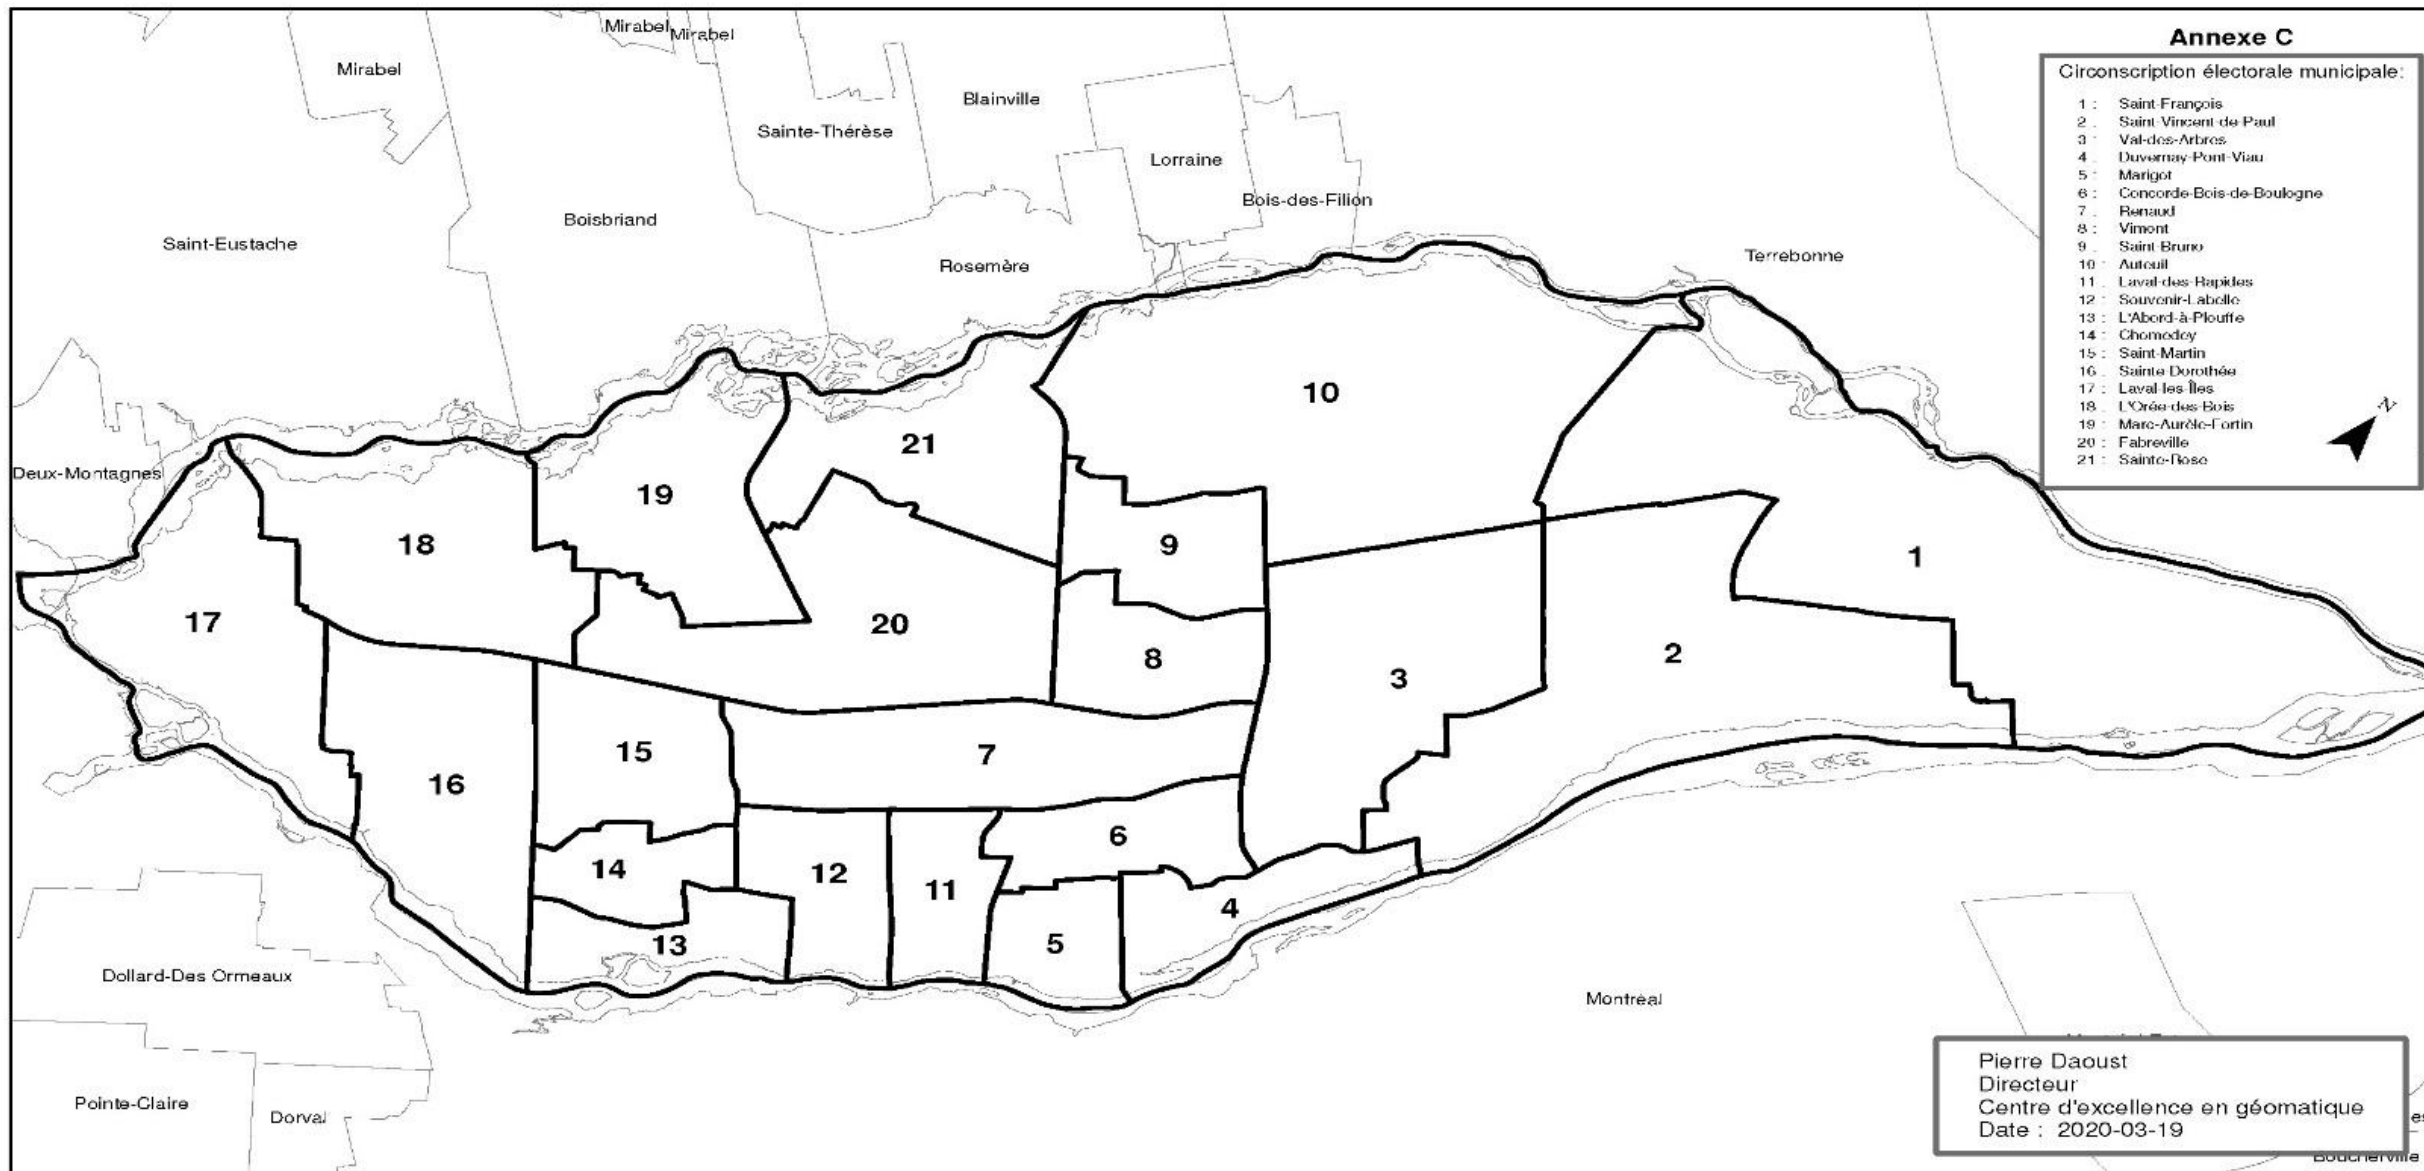 Annexe C
Circonscription électorale municipale:
1 : Saint-François
2 : Saint-Vincent-de-Paul
3 : Val-des-Arbres
4 : Duvernay-Pont-Viau
5 : Marigot
6 : Concorde-Bois-de-Boulogne
7 : Renaud
8 : Vimont
9 : Saint-Bruno
10 : Auteuil
11 : Laval-des-Rapides
12 : Souvenir-Labelle
13 : L'Abord-à-Plouffe
14 : Chomedey
15 : Saint-Martin
16 : Sainte-Dorothée
17 : Laval-les-Îles
18 : L'Orée-des-Bois
19 : Marc-Aurèle-Fortin
20 : Fabreville
21 : Sainte-Rose
N
Mirabel
Mirabel
Mirabel
Blainville
Sainte-Thérèse
Lorraine
Bois-des-Filion
Boisbriand
Saint-Eustache
Terrebonne
Rosemère
10
21
Deux-Montagnes
19
18
9
1
17
20
8
2
3
15
7
16
6
14
12
11
4
13
5
Dollard-Des Ormeaux
Montréal
Pointe-Claire
Dorval
Pierre Daoust
Directeur
Centre d'excellence en géomatique
Date : 2020-03-19
Boucherville